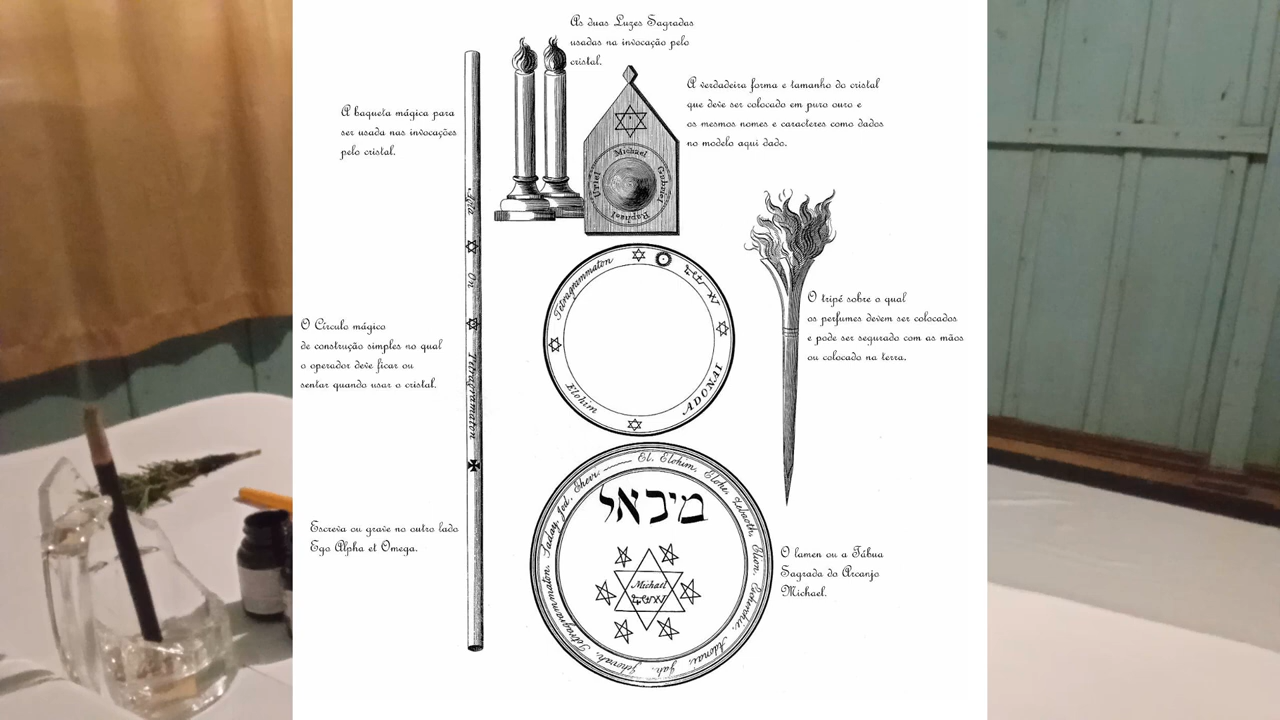 As duas Luzes Sagradas
usadas na invocação pelo
cristal.
A verdadeira forma e tamanho do cristal
que deve ser colocado em puro ouro e
os mesmos nomes e caracteres como dados
no modelo aqui dado.
A baqueta mágica para
ser usada nas invocações
pelo cristal.
Michael
Gabriel
Raphael
Uriel
Agla
On
Tetragramaton
O tripé sobre o qual
os perfumes devem ser colocados
e pode ser segurado com as mãos
ou colocado na terra.
O Círculo mágico
de construção simples no qual
o operador deve ficar ou
sentar quando usar o cristal.
Tetragrammaton
ADONAI
Elohim
El. Elohim, Elohe, Zebaoth, Elion, Escherchie, Adonai, Jah, Jehovah, Tetragrammaton, Saday, Jod,
מיכאל
Michael
Escreva ou grave no outro lado
Ego Alpha et Omega.
O lamen ou a Tábua
Sagrada do Arcanjo
Michael.